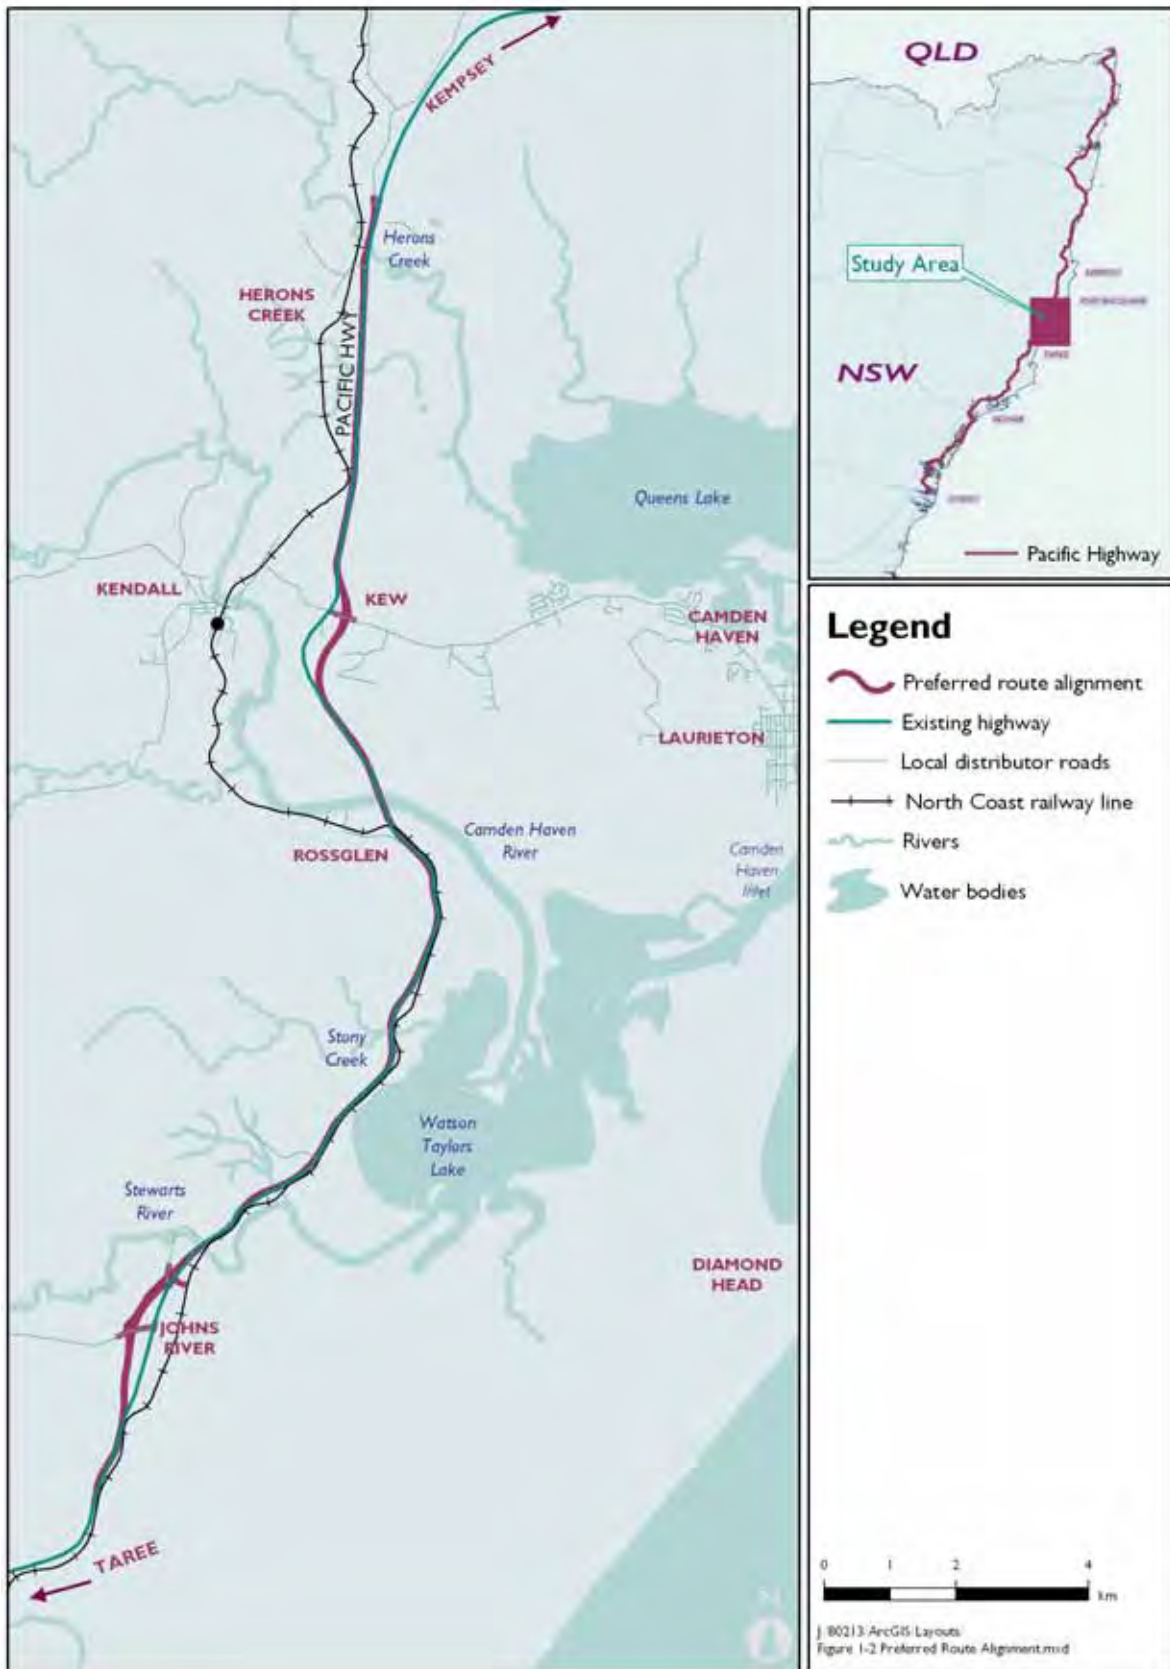 KEMPSEY
Herons
Creek
HERONS
CREEK
PACIFIC HWY
Queens Lake
KENDALL
KEW
CAMDEN
HAVEN
LAURIETON
Camden Haven
River
ROSSGLEN
Camden
Haven
Inlet
Stony
Creek
Watson
Taylors
Lake
Stewarts
River
DIAMOND
HEAD
JOHNS
RIVER
TAREE
N
QLD
Study Area
NSW
Pacific Highway
Legend
Preferred route alignment
Existing highway
Local distributor roads
North Coast railway line
Rivers
Water bodies
0 1 2 4
km
J: 80213 ArcGIS Layouts
Figure 1-2 Preferred Route Alignment.mxd